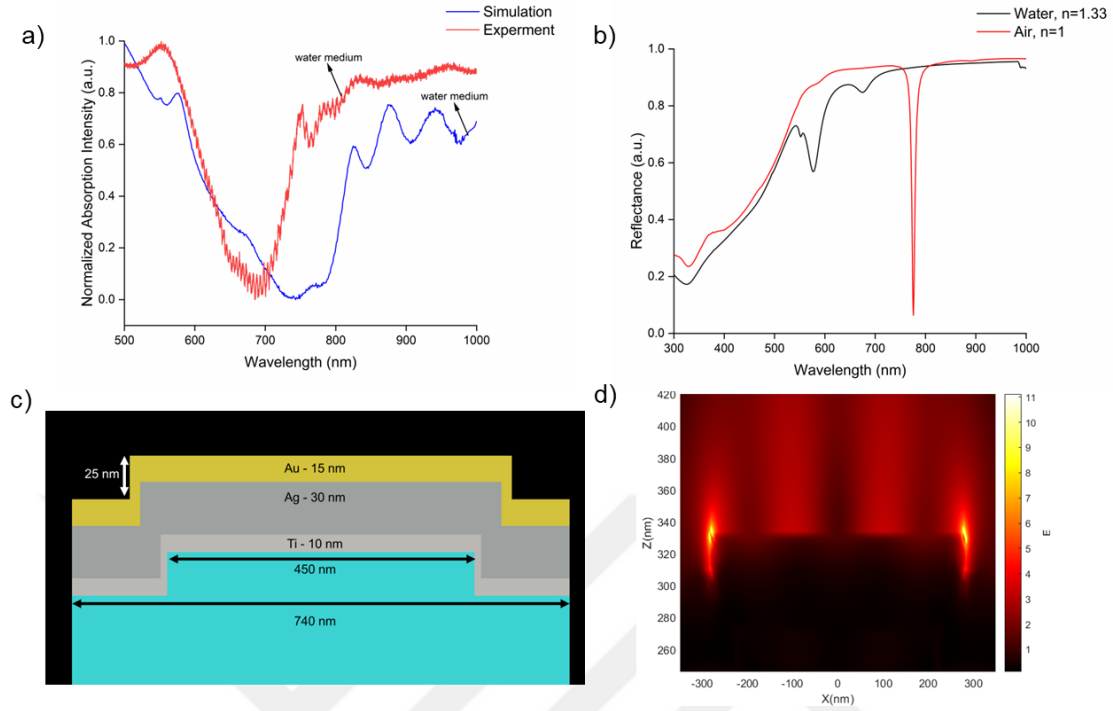 a)
Simulation
Experment
water medium
water medium
Normalized Absorption Intensity (a.u.)
1.0
0.8
0.6
0.4
0.2
0.0
500 600 700 800 900 1000
Wavelength (nm)
b)
Water, n=1.33
Air, n=1
Reflectance (a.u.)
1.0
0.8
0.6
0.4
0.2
0.0
300 400 500 600 700 800 900 1000
Wavelength (nm)
c)
25 nm
Au - 15 nm
Ag - 30 nm
Ti - 10 nm
450 nm
740 nm
d)
Z(nm)
420
400
380
360
340
320
300
280
260
-300 -200 -100 0 100 200 300
X(nm)
11
10
9
8
7
6
5
4
3
2
1
E